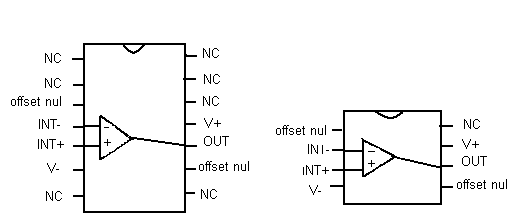 NC
NC
offset nul
INT-
INT+
V-
NC
-
+
NC
NC
NC
V+
OUT
offset nul
NC
offset nul
INI-
INT+
V-
-
+
NC
V+
OUT
offset nul